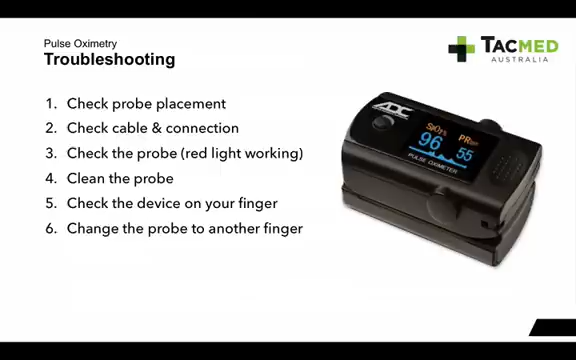 Pulse Oximetry
Troubleshooting
TACMED
AUSTRALIA
1. Check probe placement
2. Check cable & connection
3. Check the probe (red light working)
4. Clean the probe
5. Check the device on your finger
6. Change the probe to another finger
ADC
SpO₂%
PRbpm
96
55
PULSE OXIMETER